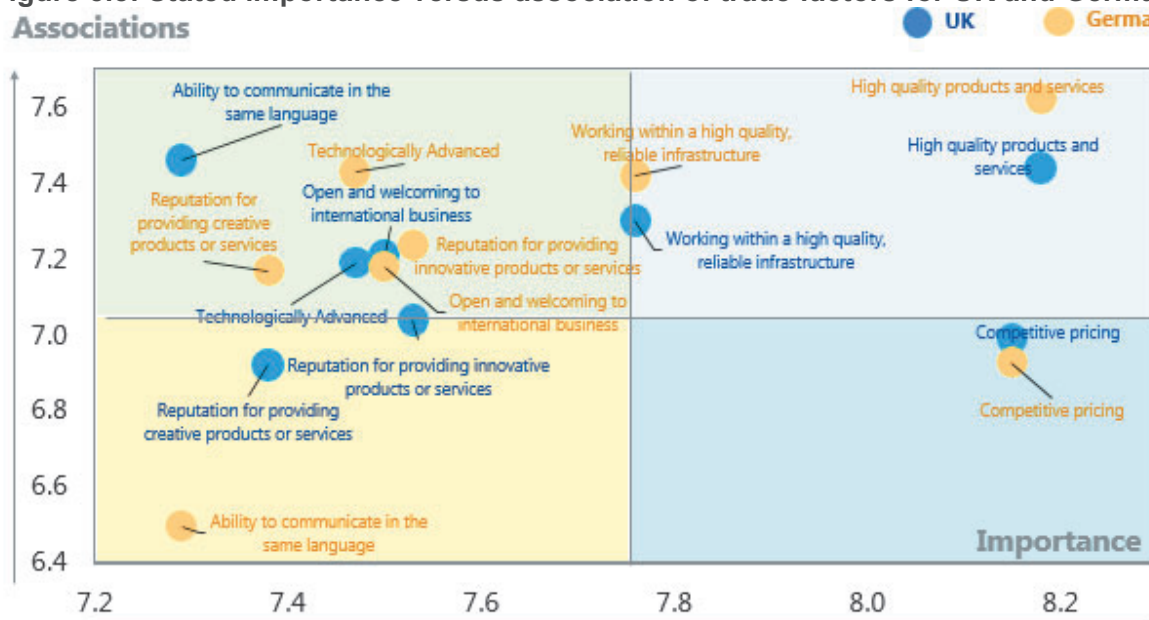 Associations
UK
Germa
7.6
7.4
7.2
7.0
6.8
6.6
6.4
Ability to communicate in the
same language
Technologically Advanced
Open and welcoming to
international business
Reputation for
providing creative
products or services
Reputation for providing
innovative products or services
Technologically Advanced
Open and welcoming to
international business
Reputation for providing innovative
products or services
Reputation for providing
creative products or services
Ability to communicate in the
same language
Working within a high quality,
reliable infrastructure
Working within a high quality,
reliable infrastructure
High quality products and services
High quality products and
services
Competitive pricing
Competitive pricing
Importance
7.2
7.4
7.6
7.8
8.0
8.2